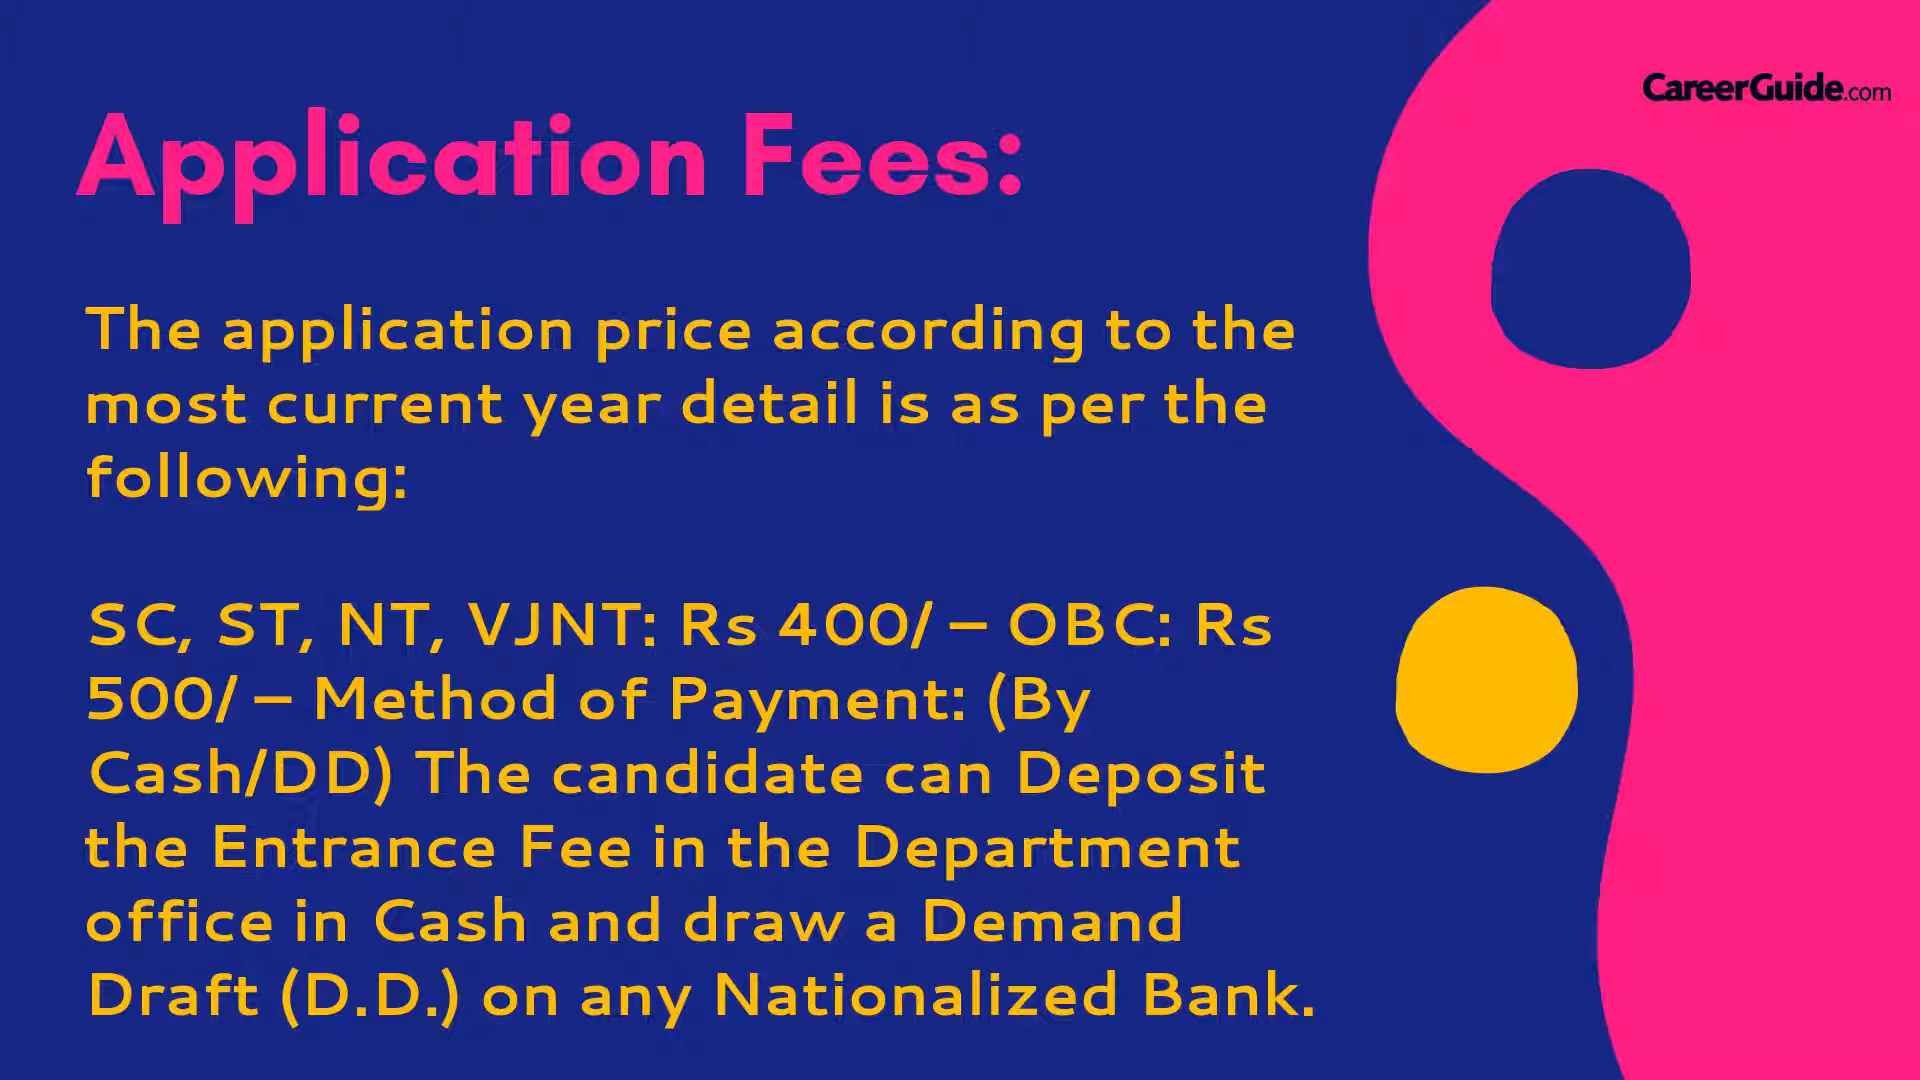 CareerGuide.com
Application Fees:
The application price according to the
most current year detail is as per the
following:
SC, ST, NT, VJNT: Rs 400/ – OBC: Rs
500/ – Method of Payment: (By
Cash/DD) The candidate can Deposit
the Entrance Fee in the Department
office in Cash and draw a Demand
Draft (D.D.) on any Nationalized Bank.